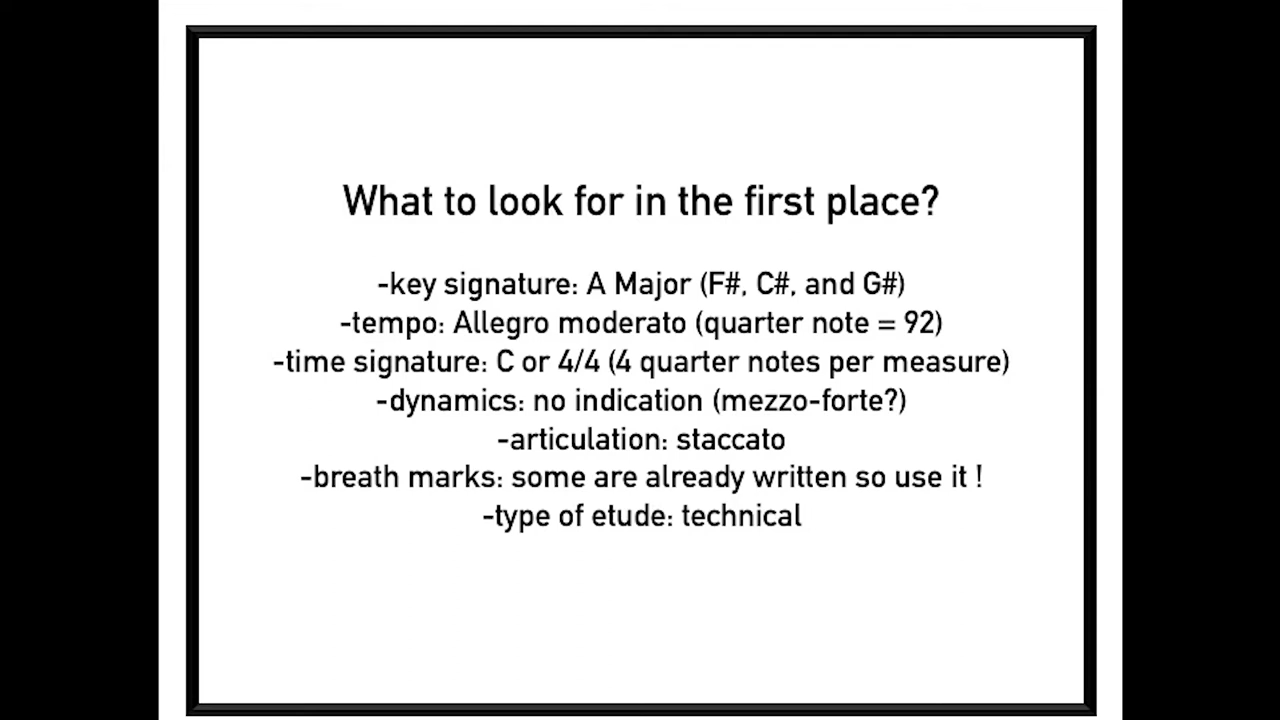 What to look for in the first place?
-key signature: A Major (F#, C#, and G#)
-tempo: Allegro moderato (quarter note = 92)
-time signature: C or 4/4 (4 quarter notes per measure)
-dynamics: no indication (mezzo-forte?)
-articulation: staccato
-breath marks: some are already written so use it !
-type of etude: technical